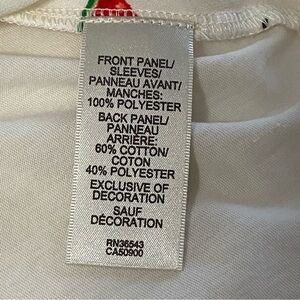 FRONT PANEL/
SLEEVES/
PANNEAU AVANT/
MANCHES:
100% POLYESTER
BACK PANEL/
PANNEAU
ARRIÈRE:
60% COTTON/
COTON
40% POLYESTER
EXCLUSIVE OF
DECORATION
SAUF
DÉCORATION
RN36543
CA50900